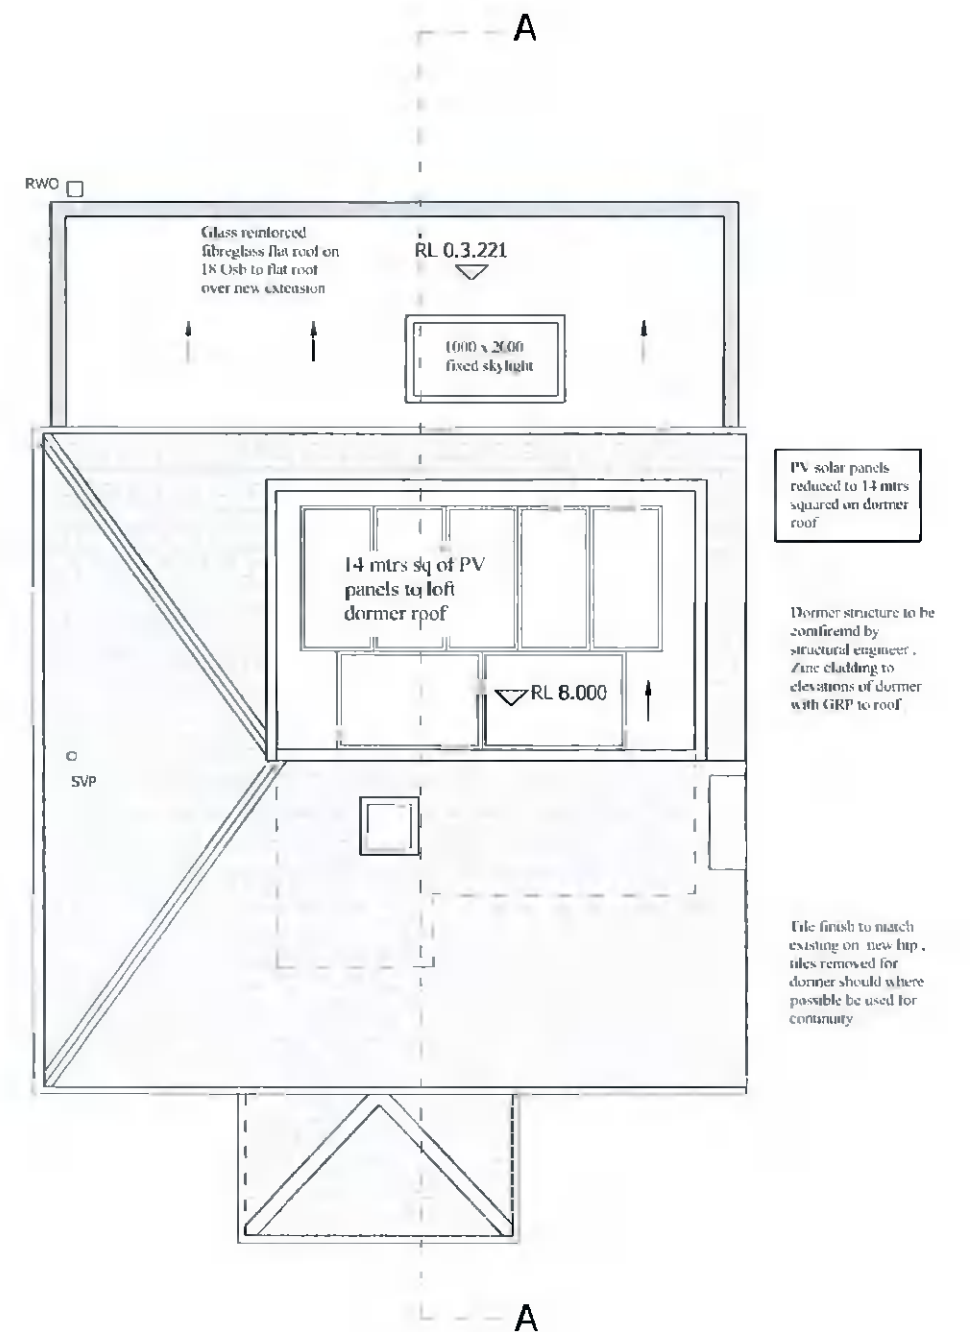 A
RWO
Glass reinforced
fibreglass flat roof on
18 Osb to flat roof
over new extension
RL 0.3.221
1000 x 2000
fixed skylight
PV solar panels
reduced to 14 mtrs
squared on dormer
roof
14 mtrs sq of PV
panels to loft
dormer roof
Dormer structure to be
comfiremd by
structural engineer .
Zinc cladding to
elevations of dormer
with GRP to roof
RL 8.000
SVP
Tile finish to match
existing on new hip ,
tiles removed for
dormer should where
possible be used for
continuity
A